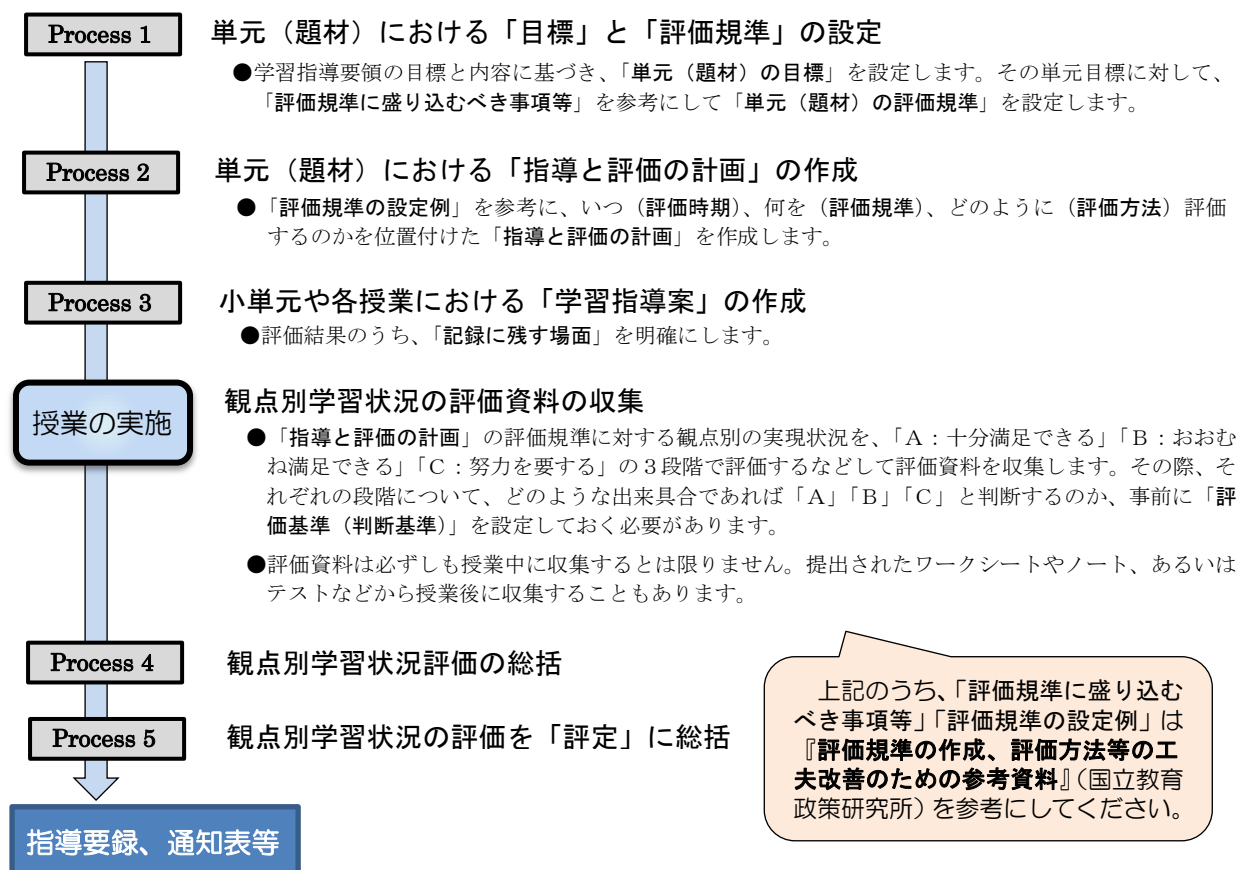 Process 1
単元（題材）における「目標」と「評価規準」の設定
●学習指導要領の目標と内容に基づき、「単元（題材）の目標」を設定します。その単元目標に対して、
「評価規準に盛り込むべき事項等」を参考にして「単元（題材）の評価規準」を設定します。
Process 2
単元（題材）における「指導と評価の計画」の作成
●「評価規準の設定例」を参考に、いつ（評価時期）、何を（評価規準）、どのように（評価方法）評価
するのかを位置付けた「指導と評価の計画」を作成します。
Process 3
小単元や各授業における「学習指導案」の作成
●評価結果のうち、「記録に残す場面」を明確にします。
授業の実施
観点別学習状況の評価資料の収集
●「指導と評価の計画」の評価規準に対する観点別の実現状況を、「Ａ：十分満足できる」「Ｂ：おおむ
ね満足できる」「Ｃ：努力を要する」の３段階で評価するなどして評価資料を収集します。その際、そ
れぞれの段階について、どのような出来具合であれば「Ａ」「Ｂ」「Ｃ」と判断するのか、事前に「評
価基準（判断基準）」を設定しておく必要があります。
●評価資料は必ずしも授業中に収集するとは限りません。提出されたワークシートやノート、あるいは
テストなどから授業後に収集することもあります。
Process 4
観点別学習状況評価の総括
Process 5
観点別学習状況の評価を「評定」に総括
上記のうち、「評価規準に盛り込む
べき事項等」「評価規準の設定例」は
『評価規準の作成、評価方法等の工
夫改善のための参考資料』（国立教育
政策研究所）を参考にしてください。
指導要録、通知表等